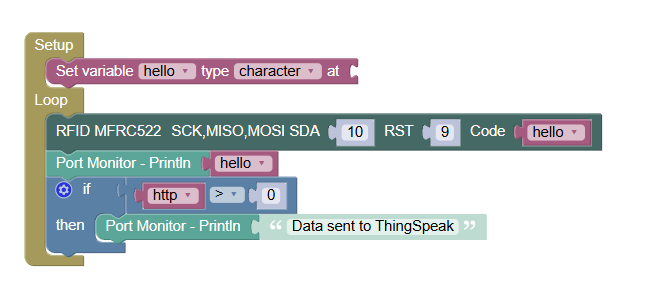 Setup
Set variable hello type character at
Loop
RFID MFRC522 SCK,MISO,MOSI SDA 10 RST 9 Code hello
Port Monitor - Println hello
if http > 0
then Port Monitor - Println “ Data sent to ThingSpeak ”